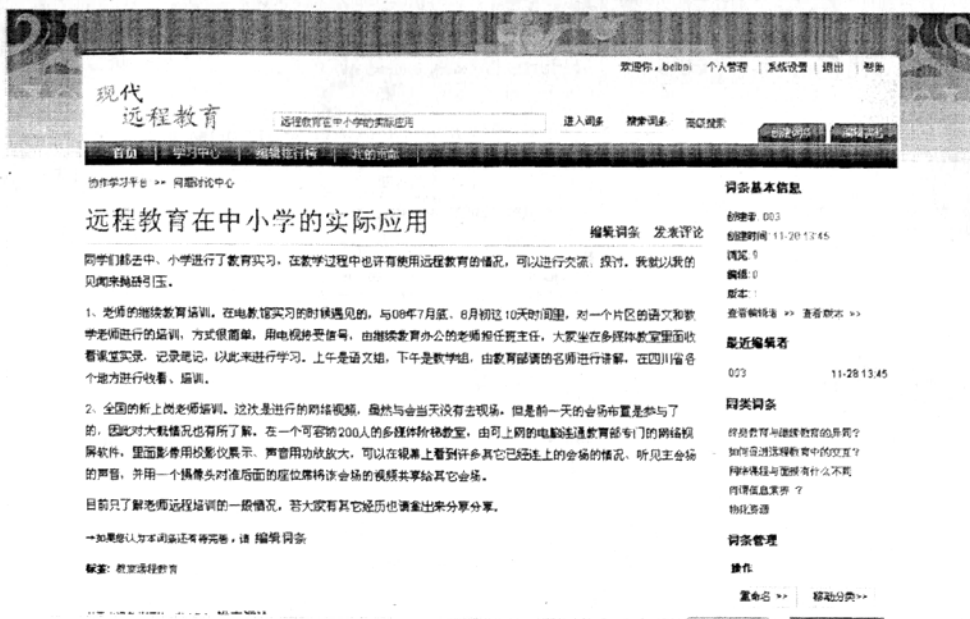 欢迎你，beibei 个人管理 | 系统设置 | 退出 | 帮助
现代
远程教育
远程教育在中小学的实际应用 进入词条 搜索词条 高级搜索
创建词条 编辑词条
首页 | 学习中心 | 编辑排行榜 | 我的贡献
协作学习平台 >> 问题讨论中心
远程教育在中小学的实际应用
编辑词条 发表评论
同学们都去中、小学进行了教育实习，在教学过程中也许有使用远程教育的情况，可以进行交流、探讨。我就以我的
见闻来抛砖引玉。
1、老师的继续教育培训。在电教馆实习的时候遇见的，与08年7月底、8月初这10天时间里，对一个片区的语文和数
学老师进行的培训，方式很简单，用电视接受信号，由继续教育办公的老师担任班主任，大家坐在多媒体教室里面收
看课堂实录、记录笔记，以此来进行学习。上午是语文组，下午是数学组，由教育部请的名师进行讲解，在四川省各
个地方进行收看、培训。
2、全国的新上岗老师培训。这次是进行的网络视频，虽然与会当天没有去现场，但是前一天的会场布置是参与了
的，因此对大概情况也有所了解。在一个可容纳200人的多媒体阶梯教室，由可上网的电脑连通教育部专门的网络视
屏软件，里面影像用投影仪展示、声音用功放放大，可以在银幕上看到许多其它已经连上的会场的情况、听见主会场
的声音，并用一个摄像头对准后面的座位席将该会场的视频共享给其它会场。
目前只了解老师远程培训的一般情况，若大家有其它经历也请拿出来分享分享。
→如果您认为本词条还有待完善，请 编辑词条
标签：教室远程教育
词条基本信息
创建者：003
创建时间：11-28 13:45
浏览：9
编辑：0
版本：1
查看编辑者 >> 查看版本 >>
最近编辑者
003 11-28 13:45
同类词条
终身教育与继续教育的异同？
如何促进远程教育中的交互？
网络课程与面授有什么不同
何谓信息素养 ？
物化资源
词条管理
操作
重命名 >> 移动分类>>